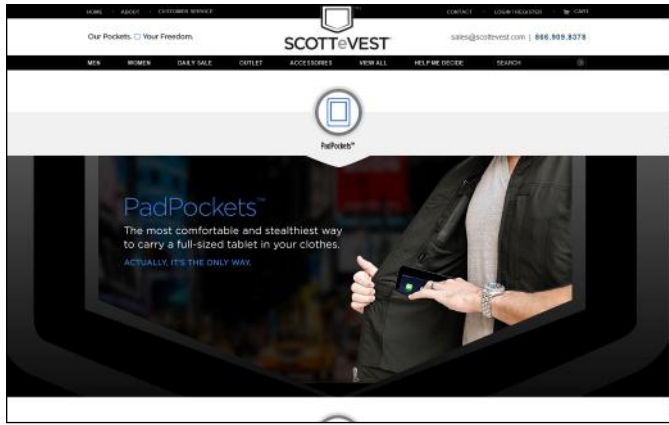 HOME ABOUT CUSTOMER SERVICE CONTACT LOGIN / REGISTER CART
Our Pockets. Your Freedom.
SCOTTeVEST
sales@scottevest.com | 866.909.8378
MEN WOMEN DAILY SALE OUTLET ACCESSORIES VIEW ALL HELP ME DECIDE SEARCH
PadPockets™
PadPockets™
The most comfortable and stealthiest way
to carry a full-sized tablet in your clothes.
ACTUALLY, IT'S THE ONLY WAY.